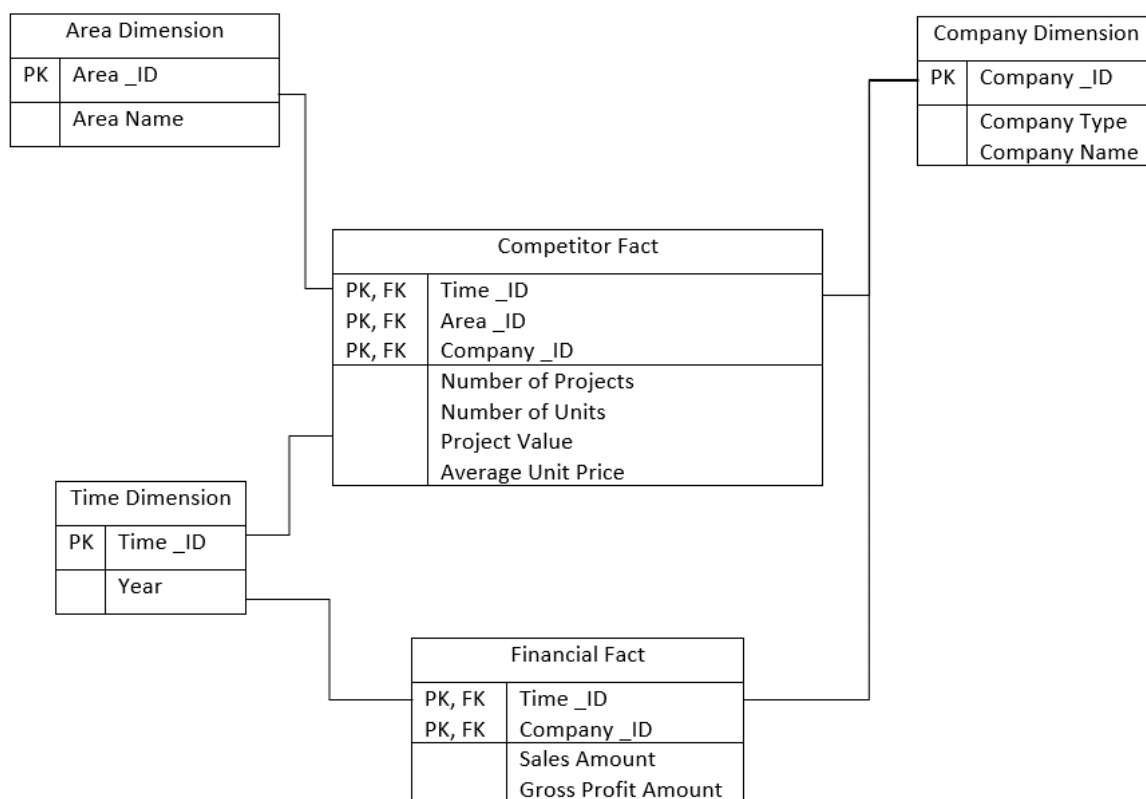 Area Dimension
PK Area _ID
Area Name
Company Dimension
PK Company _ID
Company Type
Company Name
Competitor Fact
PK, FK Time _ID
PK, FK Area _ID
PK, FK Company _ID
Number of Projects
Number of Units
Project Value
Average Unit Price
Time Dimension
PK Time _ID
Year
Financial Fact
PK, FK Time _ID
PK, FK Company _ID
Sales Amount
Gross Profit Amount